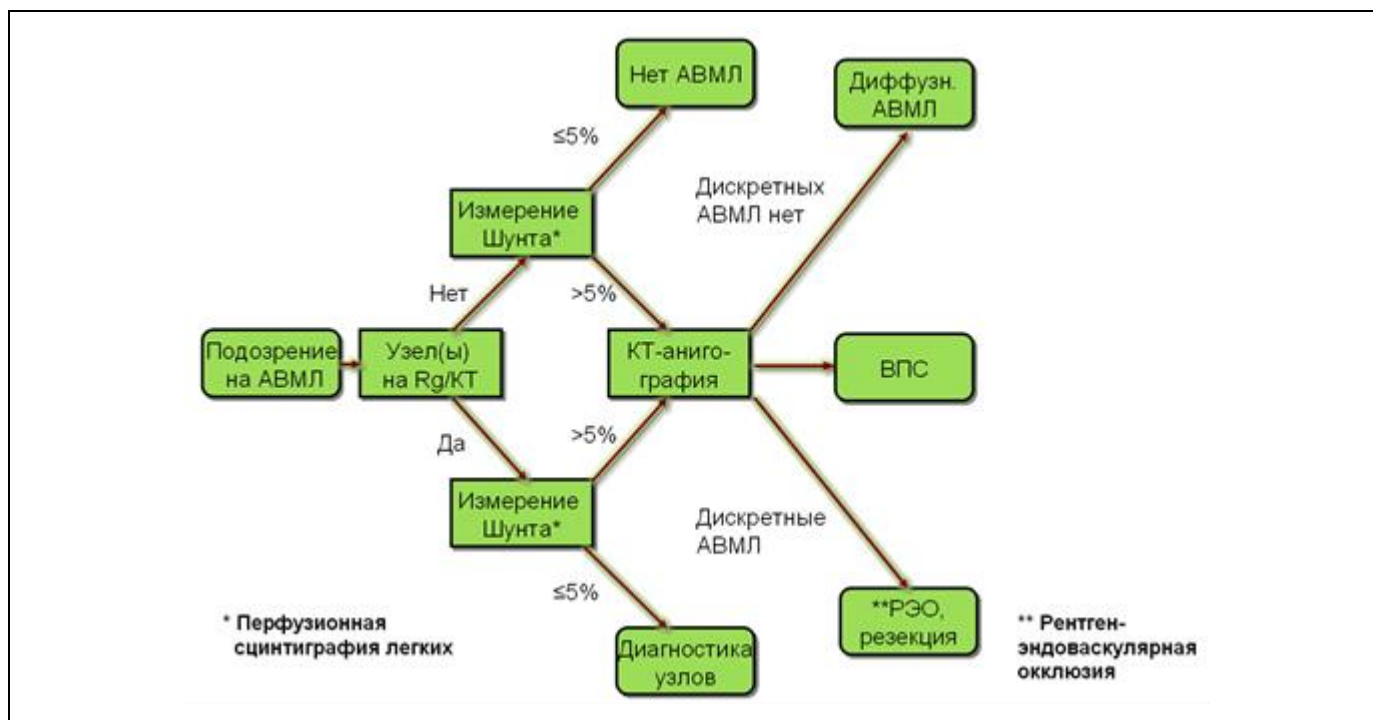 Нет АВМЛ
Диффузн.
АВМЛ
≤5%
Дискретных
АВМЛ нет
Измерение
Шунта*
Нет
>5%
Подозрение
на АВМЛ
Узел(ы)
на Rg/КТ
КТ-аниго-
графия
ВПС
Да
>5%
Измерение
Шунта*
Дискретные
АВМЛ
≤5%
* Перфузионная
сцинтиграфия легких
Диагностика
узлов
**РЭО,
резекция
** Рентген-
эндоваскулярная
окклюзия